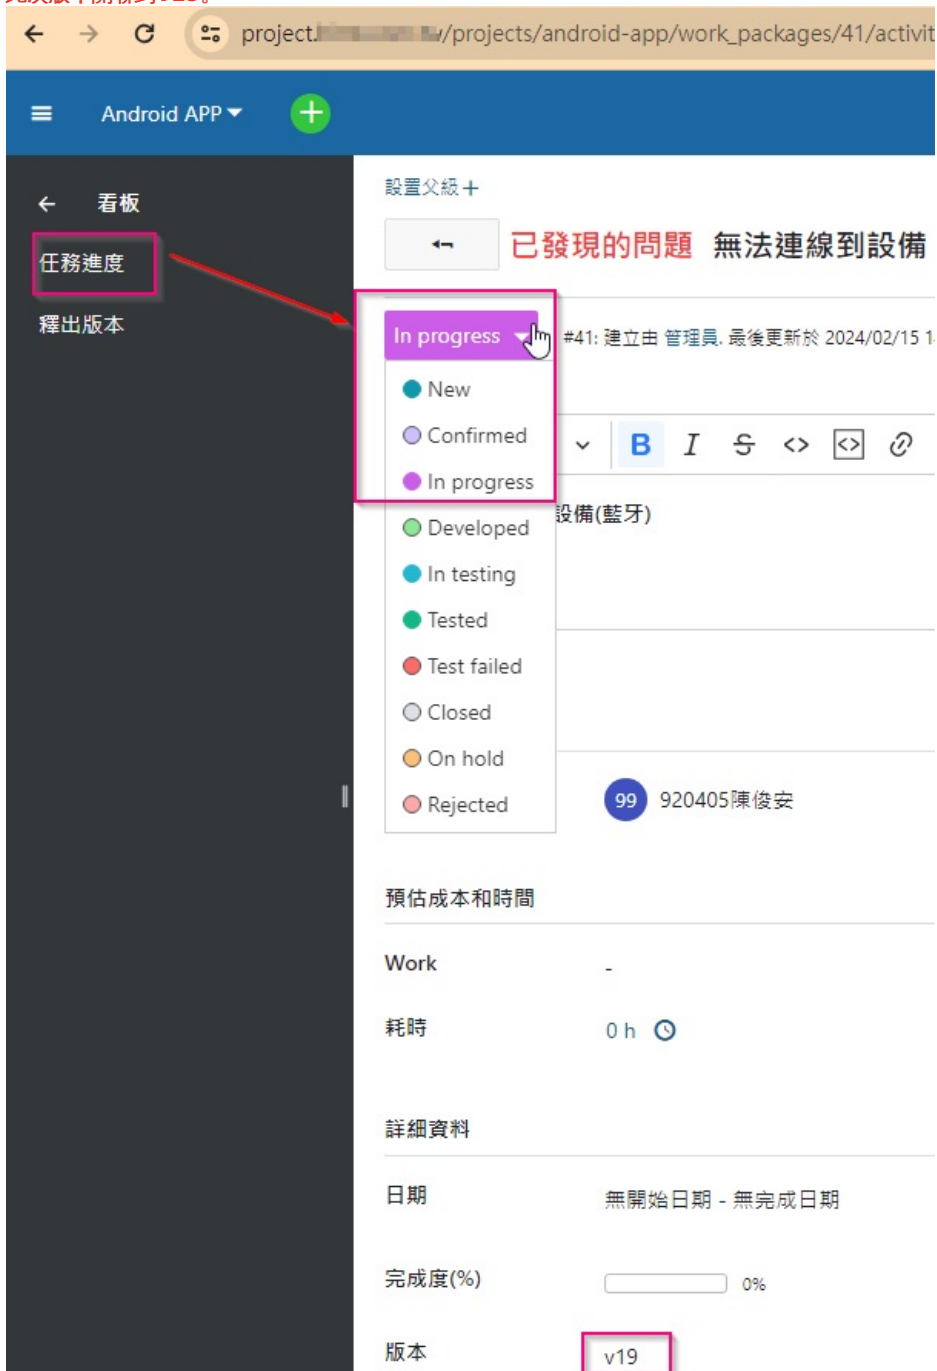 project. /projects/android-app/work_packages/41/activit
Android APP
看板
任務進度
釋出版本
設置父級+
已發現的問題 無法連線到設備
In progress
#41: 建立由 管理員. 最後更新於 2024/02/15 1
New
Confirmed
In progress
B I S <> <>
設備(藍牙)
Developed
In testing
Tested
Test failed
Closed
On hold
Rejected
99 920405陳俊安
預估成本和時間
Work -
耗時 0 h
詳細資料
日期 無開始日期 - 無完成日期
完成度(%) 0%
版本 v19